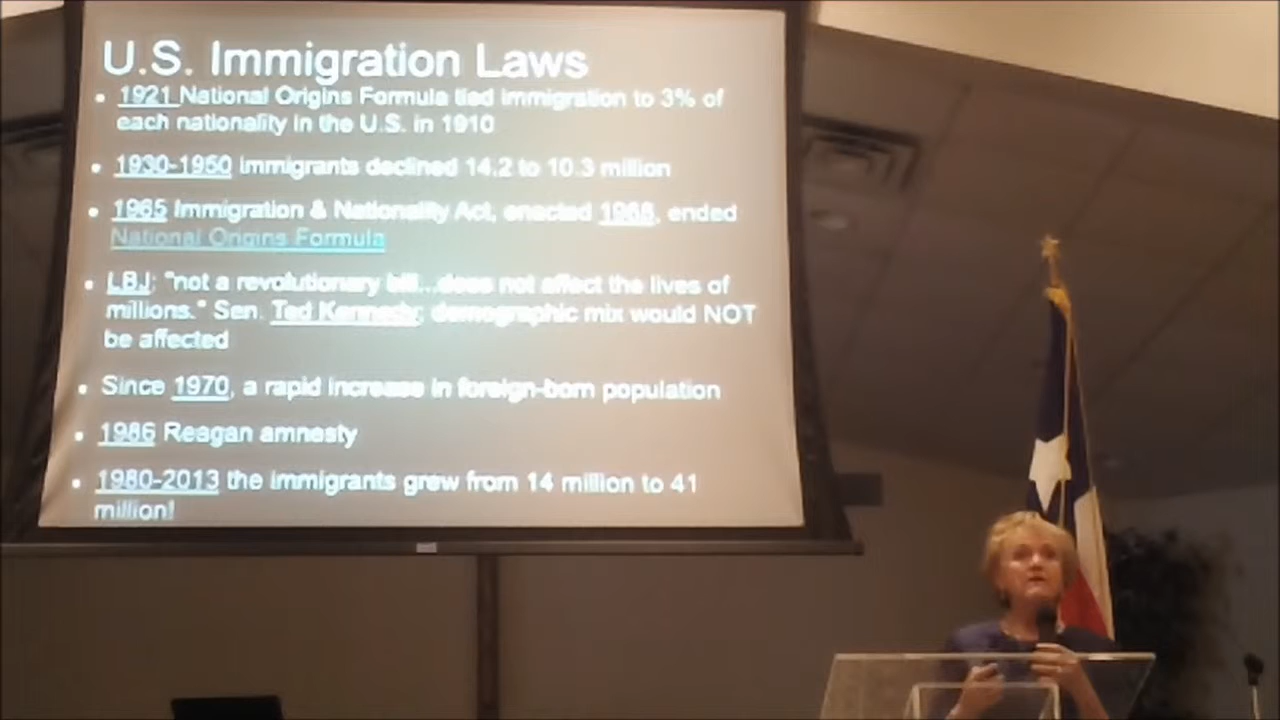 U.S. Immigration Laws
• 1921 National Origins Formula tied immigration to 3% of
each nationality in the U.S. in 1910
• 1930-1950 immigrants declined 14.2 to 10.3 million
• 1965 Immigration & Nationality Act, enacted 1968, ended
National Origins Formula
• LBJ: "not a revolutionary bill...does not affect the lives of
millions." Sen. Ted Kennedy: demographic mix would NOT
be affected
• Since 1970, a rapid increase in foreign-born population
• 1986 Reagan amnesty
• 1980-2013 the immigrants grew from 14 million to 41
million!